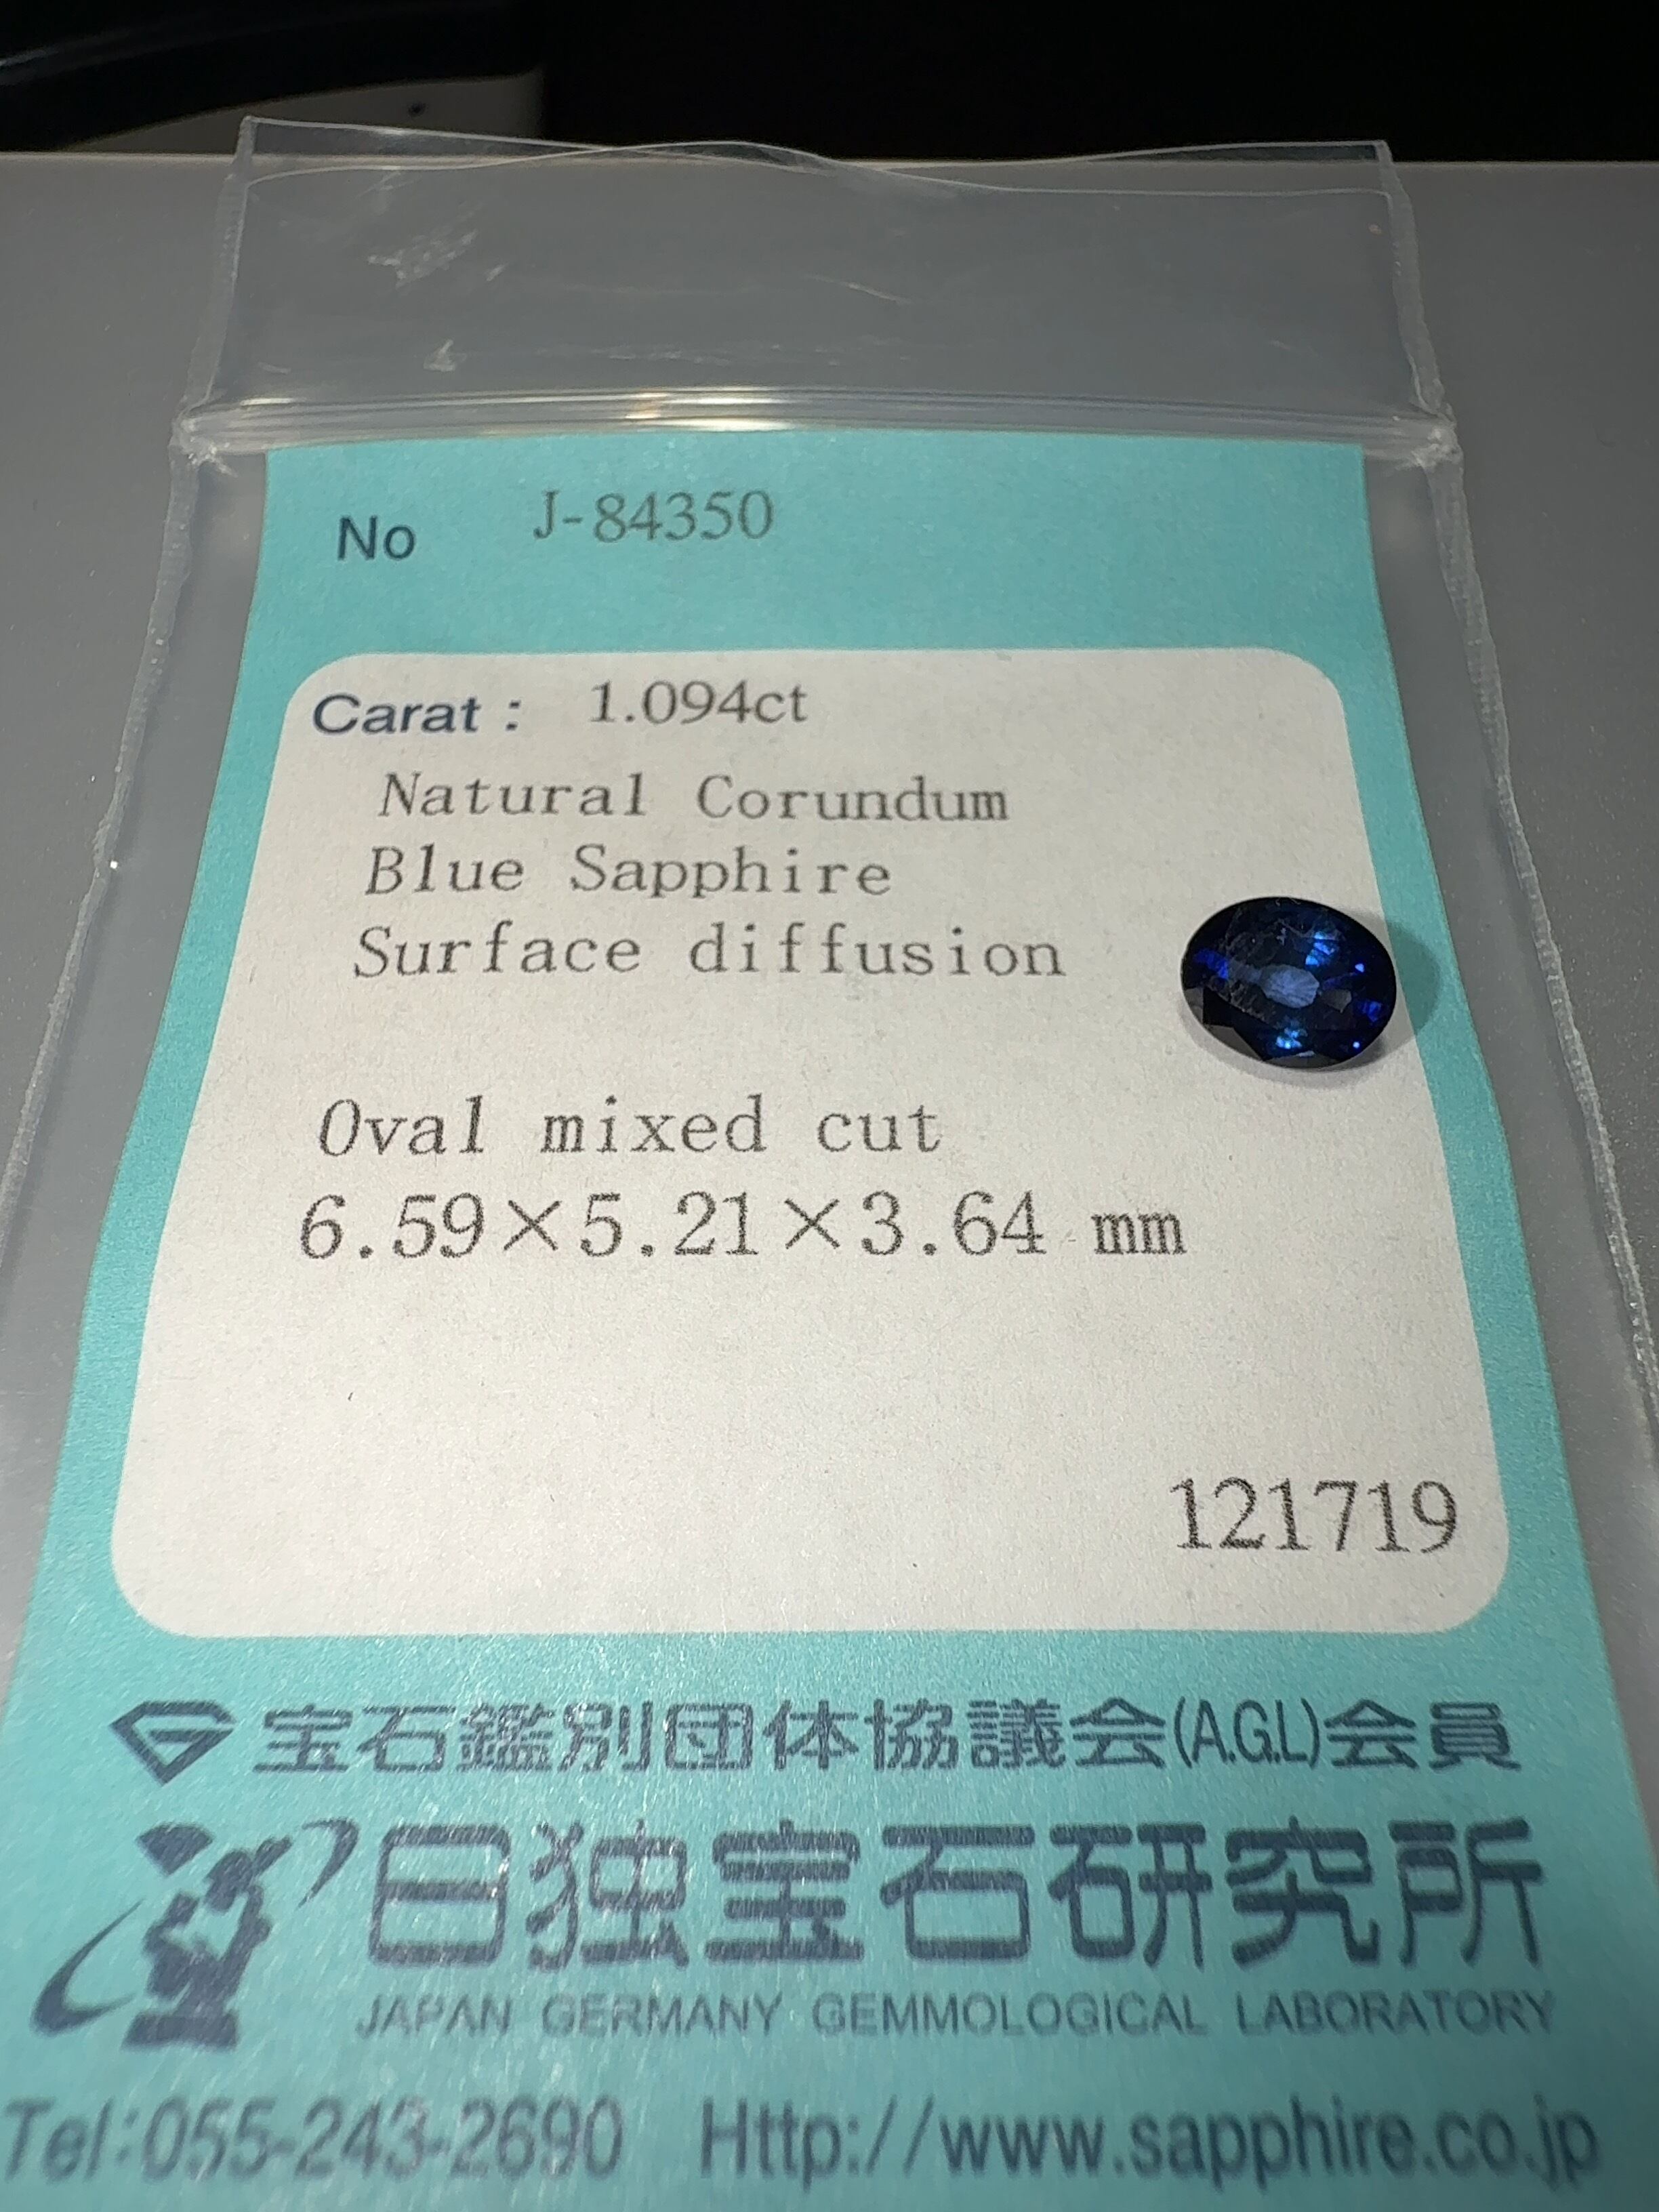 No J-84350
Carat : 1.094ct
Natural Corundum
Blue Sapphire
Surface diffusion
Oval mixed cut
6.59×5.21×3.64 mm
121719
宝石鑑別団体協議会(A.G.L)会員
日独宝石研究所
JAPAN GERMANY GEMMOLOGICAL LABORATORY
Tel:055-243-2690 Http://www.sapphire.co.jp